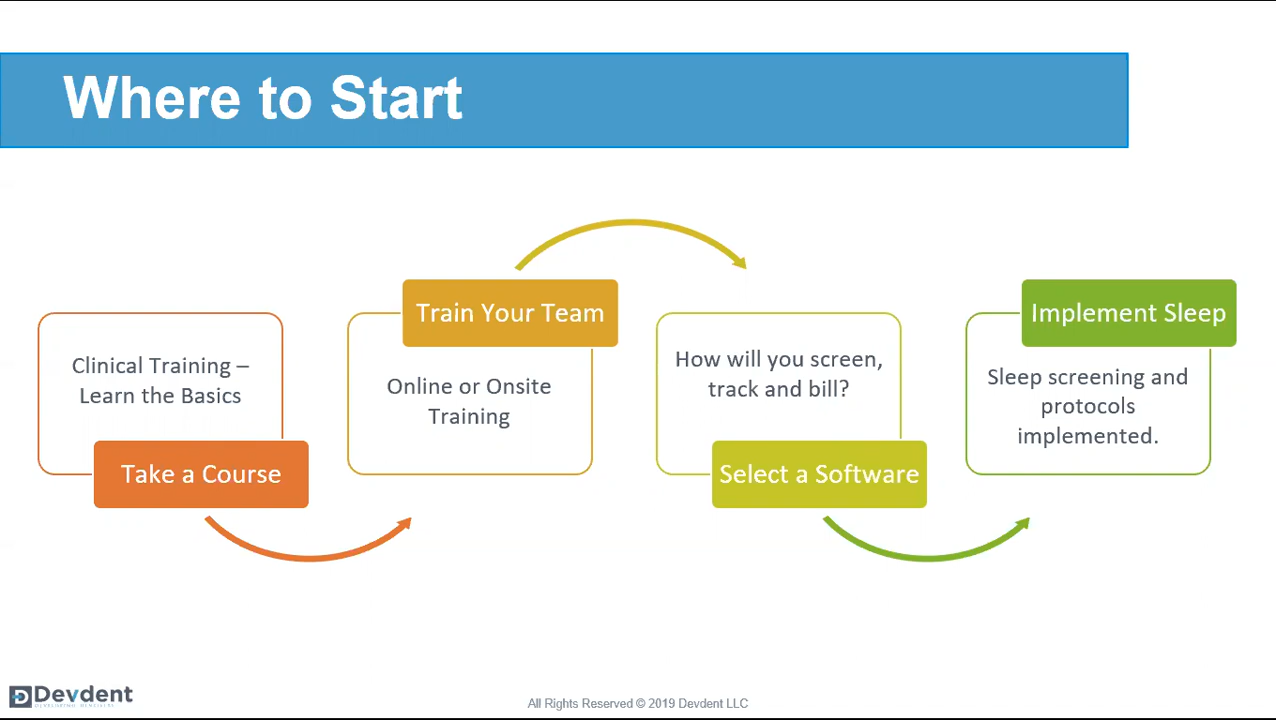 Where to Start
Clinical Training –
Learn the Basics
Take a Course
Train Your Team
Online or Onsite
Training
How will you screen,
track and bill?
Select a Software
Implement Sleep
Sleep screening and
protocols
implemented.
Devdent
DEVELOPING DENTISTS
All Rights Reserved © 2019 Devdent LLC